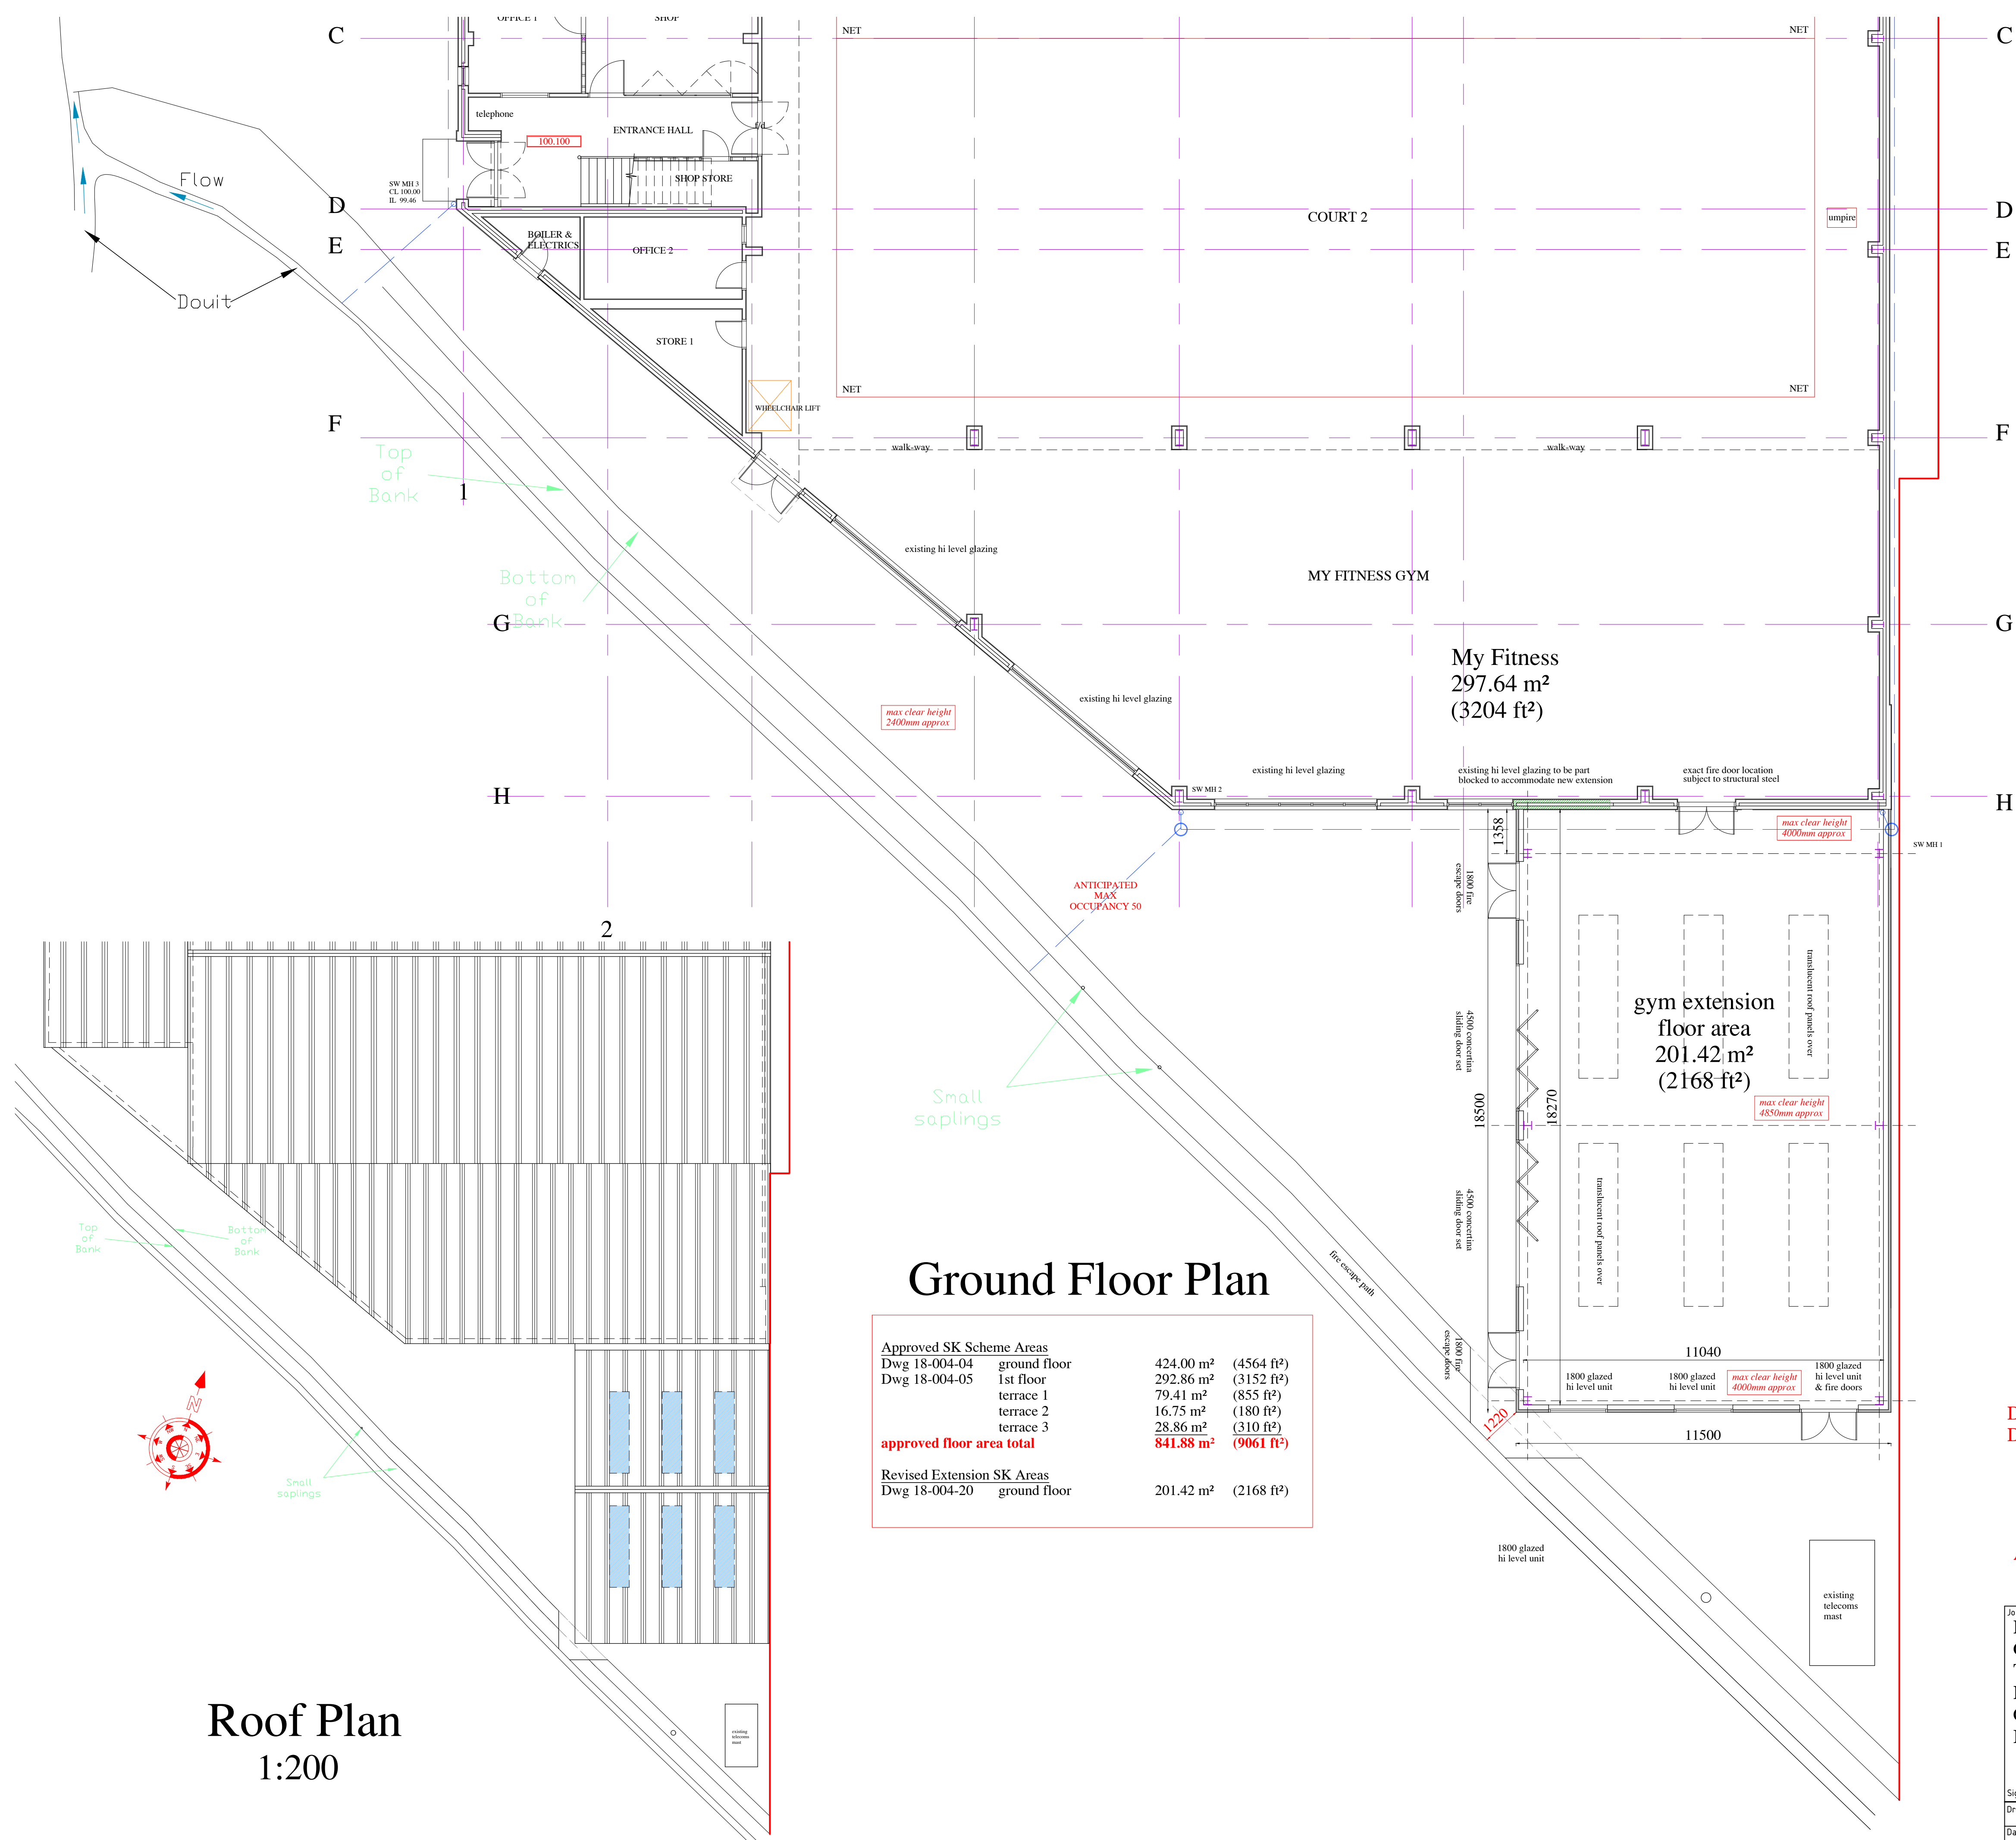 C
OFFICE 1
SHOP
NET
NET
C
telephone
100.100
ENTRANCE HALL
f/d
Flow
SW MH 3
CL 100.00
IL 99.46
SHOP STORE
D
COURT 2
umpire
D
E
BOILER &
ELECTRICS
OFFICE 2
E
Douit
STORE 1
NET
NET
WHEELCHAIR LIFT
F
F
walk-way
walk-way
Top
of
Bank
1
existing hi level glazing
Bottom
of
Bank
MY FITNESS GYM
G
G
My Fitness
297.64 m²
(3204 ft²)
max clear height
2400mm approx
existing hi level glazing
existing hi level glazing
existing hi level glazing to be part
blocked to accommodate new extension
exact fire door location
subject to structural steel
H
SW MH 2
H
1358
max clear height
4000mm approx
SW MH 1
ANTICIPATED
MAX
OCCUPANCY 50
1800 fire
escape doors
2
translucent roof panels over
gym extension
floor area
201.42 m²
(2168 ft²)
4500 concertina
sliding door set
Small
saplings
18500
18270
max clear height
4850mm approx
4500 concertina
sliding door set
translucent roof panels over
Top
of
Bank
Bottom
of
Bank
fire escape path
Ground Floor Plan
Approved SK Scheme Areas
Dwg 18-004-04 ground floor 424.00 m² (4564 ft²)
Dwg 18-004-05 1st floor 292.86 m² (3152 ft²)
terrace 1 79.41 m² (855 ft²)
terrace 2 16.75 m² (180 ft²)
terrace 3 28.86 m² (310 ft²)
approved floor area total 841.88 m² (9061 ft²)
Revised Extension SK Areas
Dwg 18-004-20 ground floor 201.42 m² (2168 ft²)
1800 fire
escape doors
11040
1800 glazed
hi level unit
1800 glazed
hi level unit
max clear height
4000mm approx
1800 glazed
hi level unit
& fire doors
1220
11500
N
Small
saplings
1800 glazed
hi level unit
existing
telecoms
mast
Roof Plan
1:200
existing
telecoms
mast